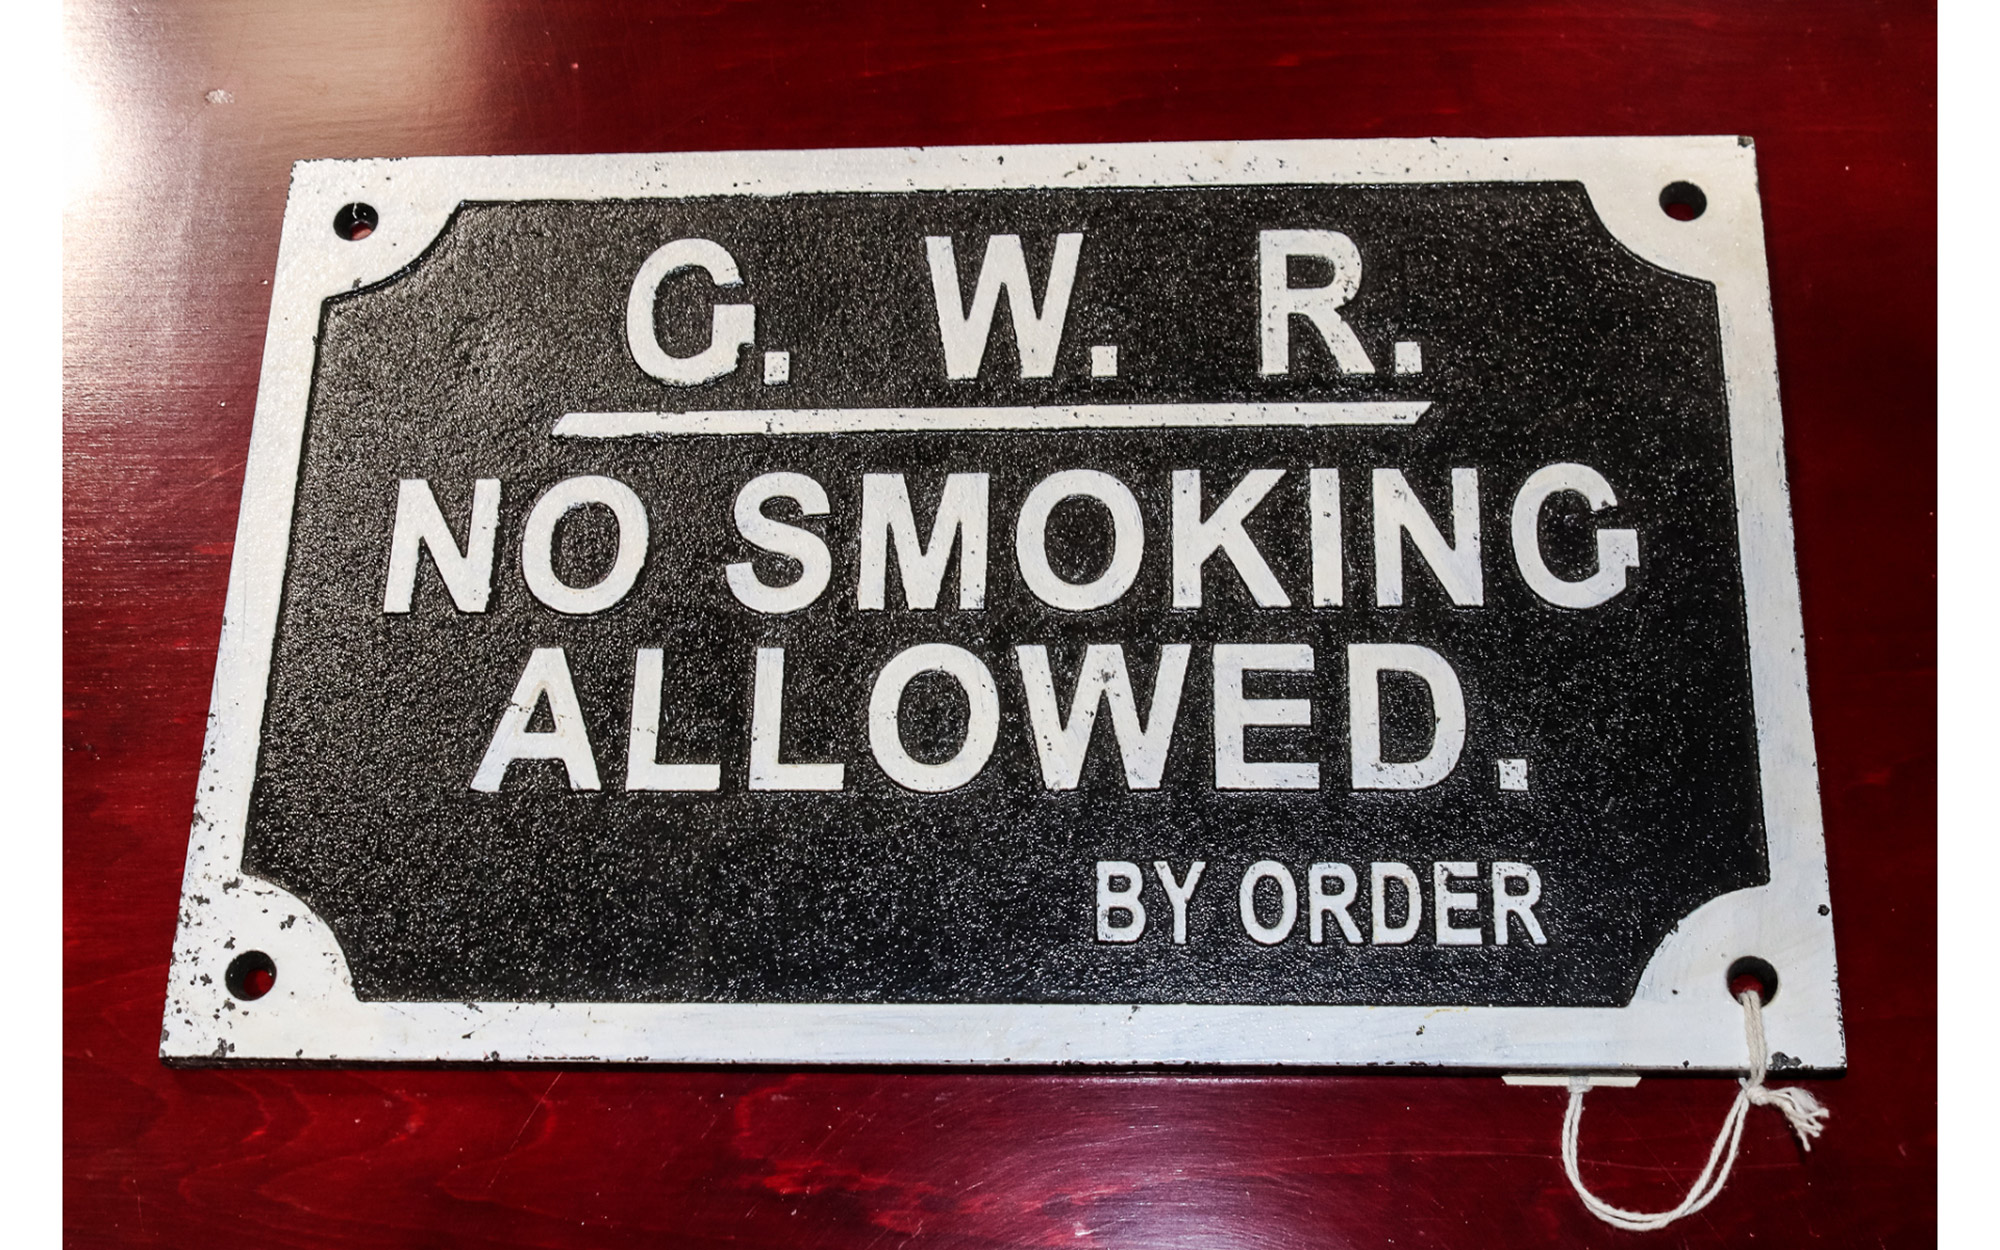 G. W. R.
NO SMOKING
ALLOWED.
BY ORDER